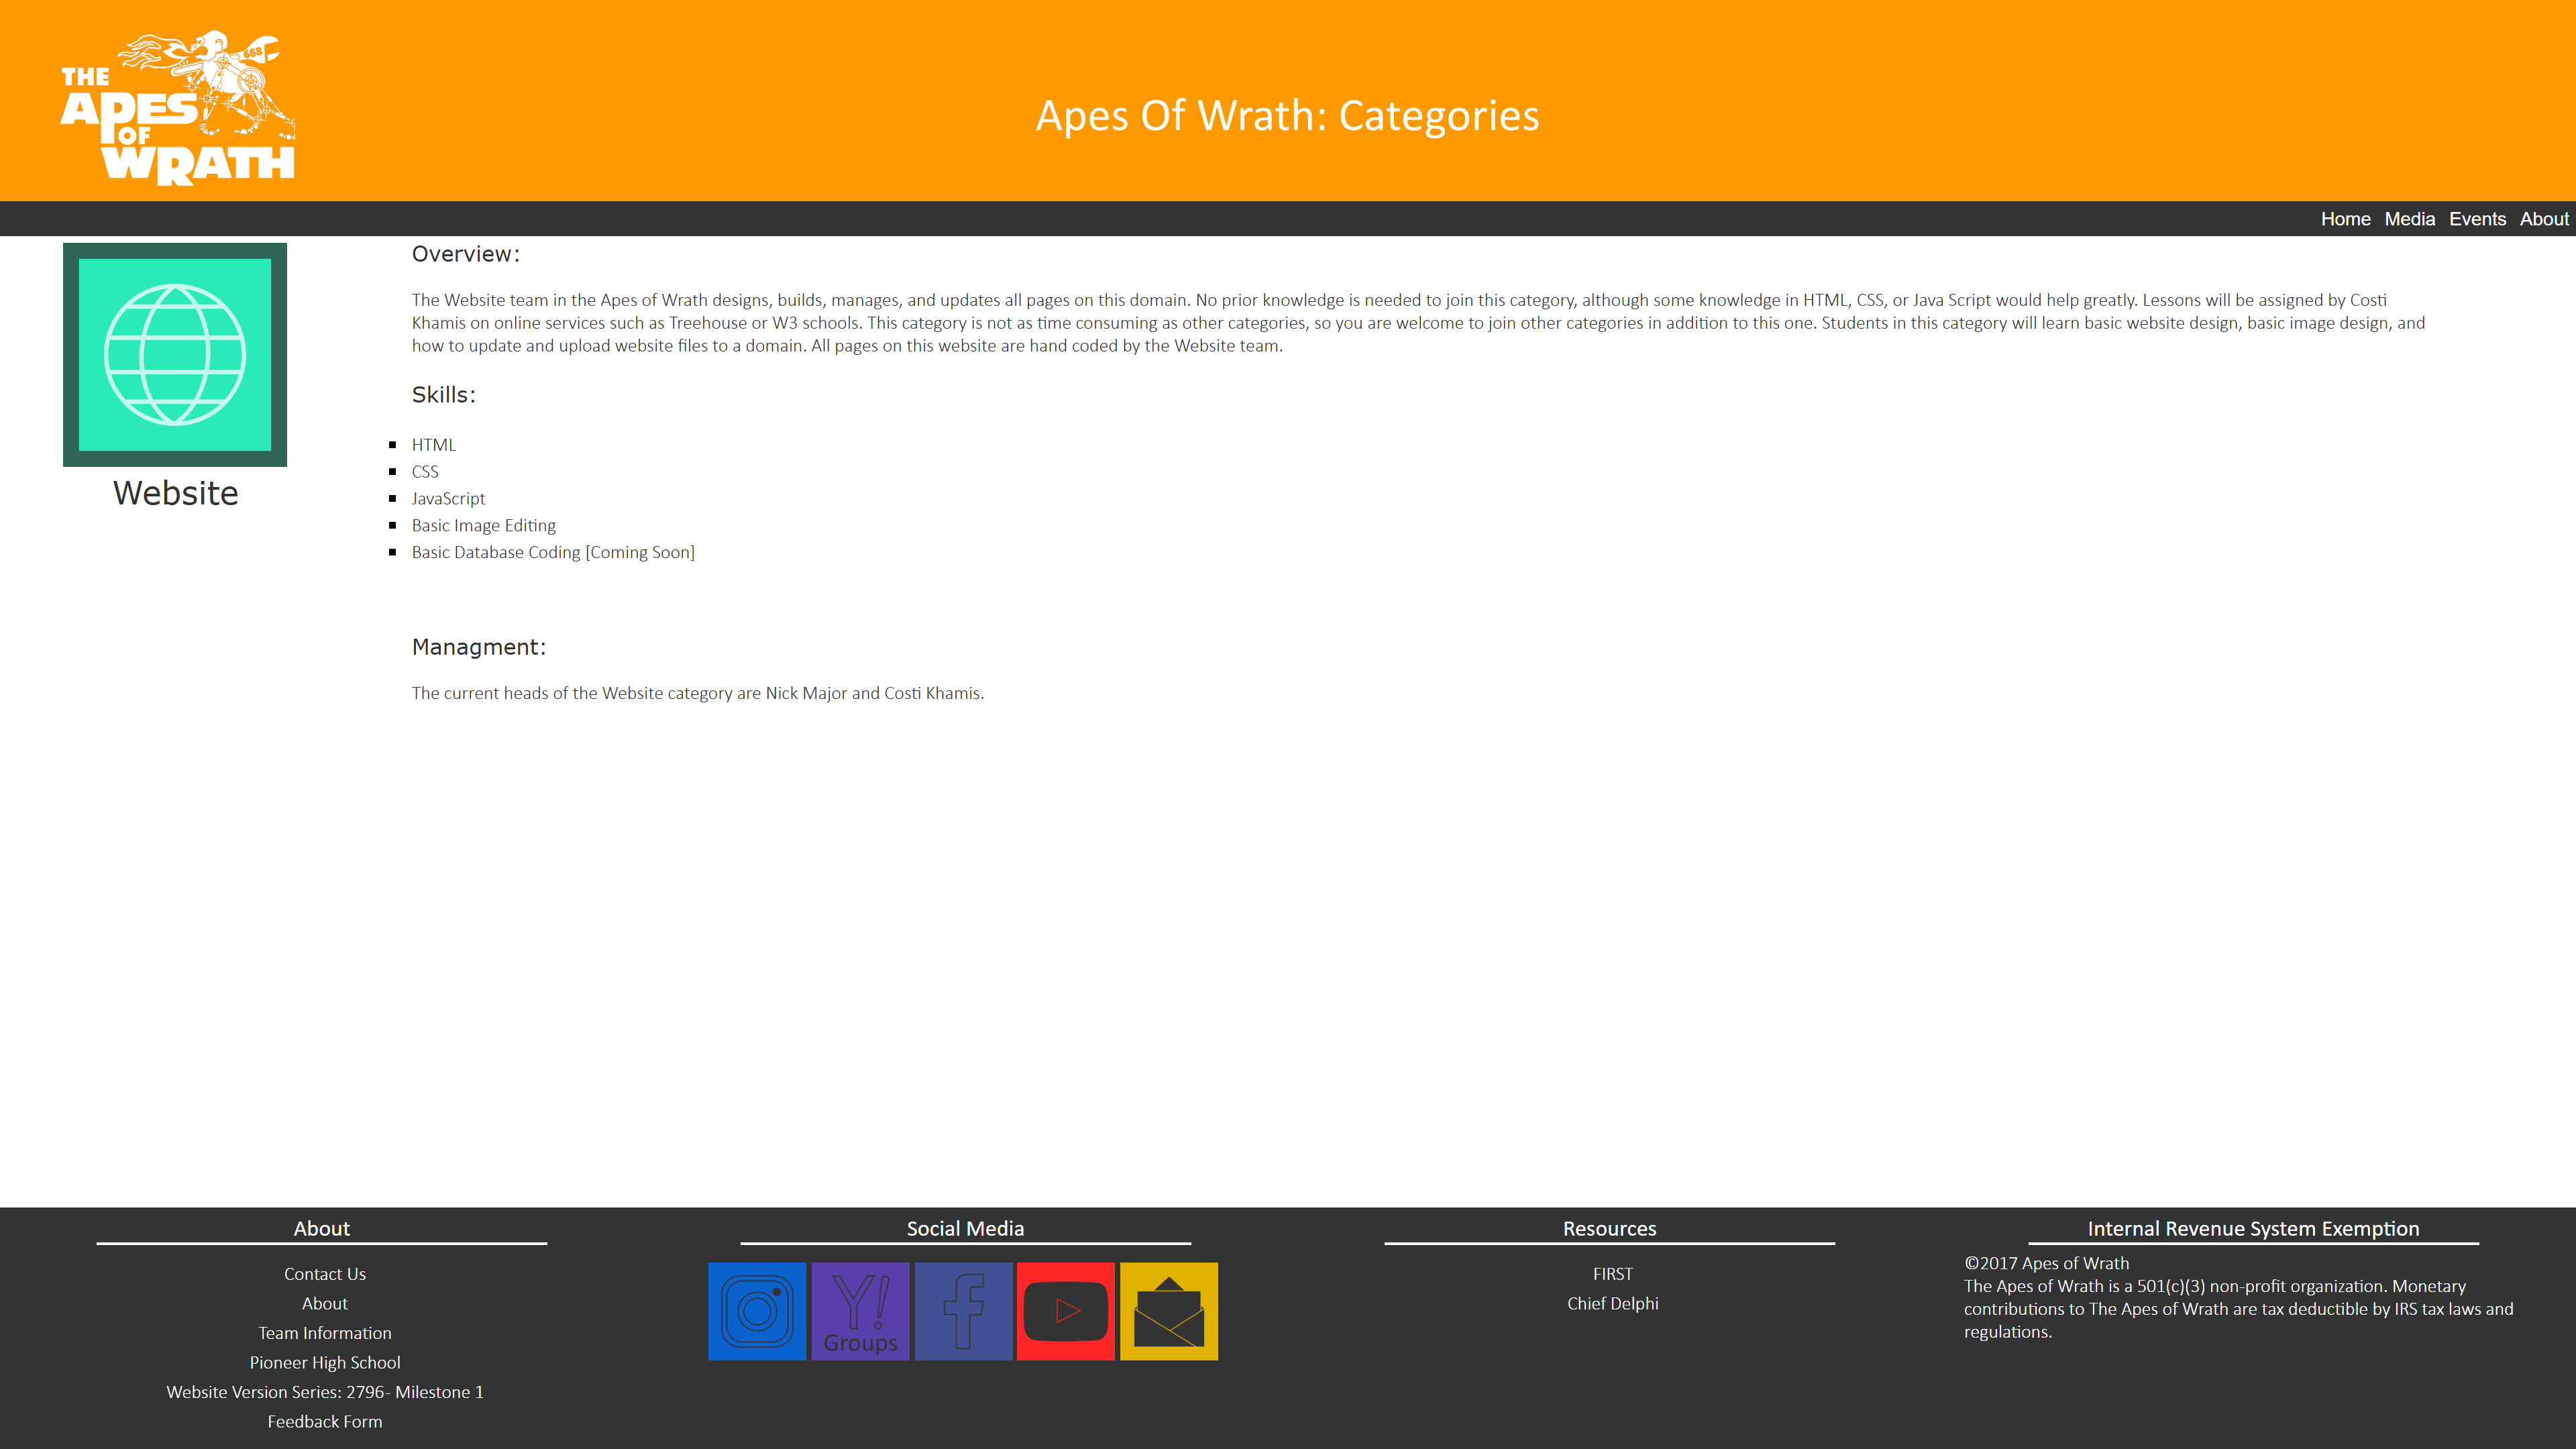 THE
APES
OF
WRATH
668
Apes Of Wrath: Categories
Home Media Events About
Website
Overview:
The Website team in the Apes of Wrath designs, builds, manages, and updates all pages on this domain. No prior knowledge is needed to join this category, although some knowledge in HTML, CSS, or Java Script would help greatly. Lessons will be assigned by Costi
Khamis on online services such as Treehouse or W3 schools. This category is not as time consuming as other categories, so you are welcome to join other categories in addition to this one. Students in this category will learn basic website design, basic image design, and
how to update and upload website files to a domain. All pages on this website are hand coded by the Website team.
Skills:
HTML
CSS
JavaScript
Basic Image Editing
Basic Database Coding [Coming Soon]
Managment:
The current heads of the Website category are Nick Major and Costi Khamis.
About
Contact Us
About
Team Information
Pioneer High School
Website Version Series: 2796- Milestone 1
Feedback Form
Social Media
Y!
Groups
f
Resources
FIRST
Chief Delphi
Internal Revenue System Exemption
©2017 Apes of Wrath
The Apes of Wrath is a 501(c)(3) non-profit organization. Monetary
contributions to The Apes of Wrath are tax deductible by IRS tax laws and
regulations.